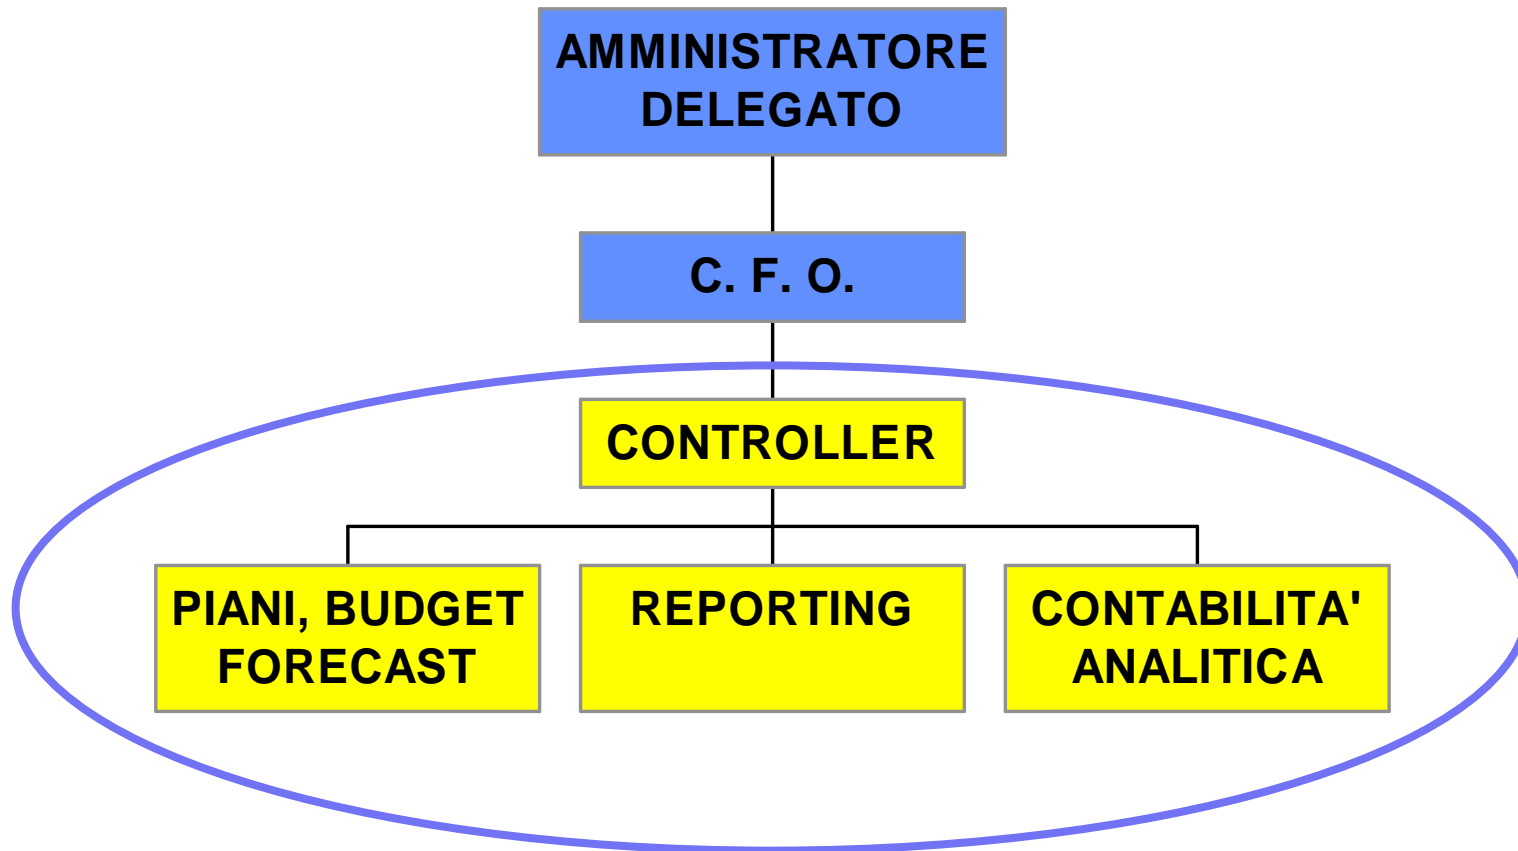 AMMINISTRATORE
DELEGATO
C. F. O.
CONTROLLER
PIANI, BUDGET
FORECAST
REPORTING
CONTABILITA'
ANALITICA